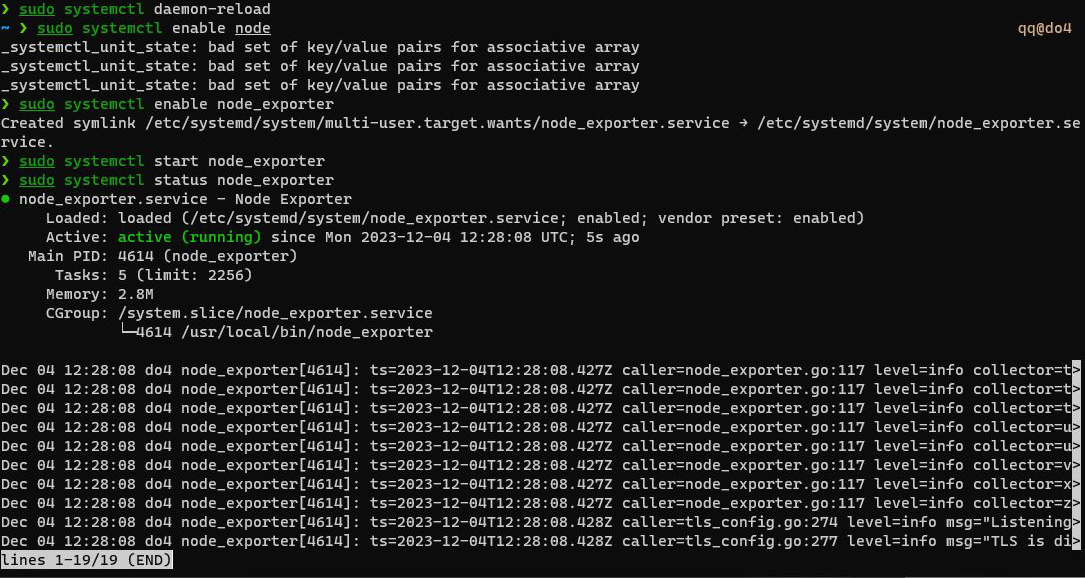 ❯ sudo systemctl daemon-reload
~ ❯ sudo systemctl enable node qq@do4
_systemctl_unit_state: bad set of key/value pairs for associative array
_systemctl_unit_state: bad set of key/value pairs for associative array
_systemctl_unit_state: bad set of key/value pairs for associative array
❯ sudo systemctl enable node_exporter
Created symlink /etc/systemd/system/multi-user.target.wants/node_exporter.service → /etc/systemd/system/node_exporter.se
rvice.
❯ sudo systemctl start node_exporter
❯ sudo systemctl status node_exporter
● node_exporter.service - Node Exporter
Loaded: loaded (/etc/systemd/system/node_exporter.service; enabled; vendor preset: enabled)
Active: active (running) since Mon 2023-12-04 12:28:08 UTC; 5s ago
Main PID: 4614 (node_exporter)
Tasks: 5 (limit: 2256)
Memory: 2.8M
CGroup: /system.slice/node_exporter.service
└─4614 /usr/local/bin/node_exporter
Dec 04 12:28:08 do4 node_exporter[4614]: ts=2023-12-04T12:28:08.427Z caller=node_exporter.go:117 level=info collector=t>
Dec 04 12:28:08 do4 node_exporter[4614]: ts=2023-12-04T12:28:08.427Z caller=node_exporter.go:117 level=info collector=t>
Dec 04 12:28:08 do4 node_exporter[4614]: ts=2023-12-04T12:28:08.427Z caller=node_exporter.go:117 level=info collector=t>
Dec 04 12:28:08 do4 node_exporter[4614]: ts=2023-12-04T12:28:08.427Z caller=node_exporter.go:117 level=info collector=u>
Dec 04 12:28:08 do4 node_exporter[4614]: ts=2023-12-04T12:28:08.427Z caller=node_exporter.go:117 level=info collector=u>
Dec 04 12:28:08 do4 node_exporter[4614]: ts=2023-12-04T12:28:08.427Z caller=node_exporter.go:117 level=info collector=v>
Dec 04 12:28:08 do4 node_exporter[4614]: ts=2023-12-04T12:28:08.427Z caller=node_exporter.go:117 level=info collector=x>
Dec 04 12:28:08 do4 node_exporter[4614]: ts=2023-12-04T12:28:08.427Z caller=node_exporter.go:117 level=info collector=z>
Dec 04 12:28:08 do4 node_exporter[4614]: ts=2023-12-04T12:28:08.428Z caller=tls_config.go:274 level=info msg="Listening>
Dec 04 12:28:08 do4 node_exporter[4614]: ts=2023-12-04T12:28:08.428Z caller=tls_config.go:277 level=info msg="TLS is di>
lines 1-19/19 (END)